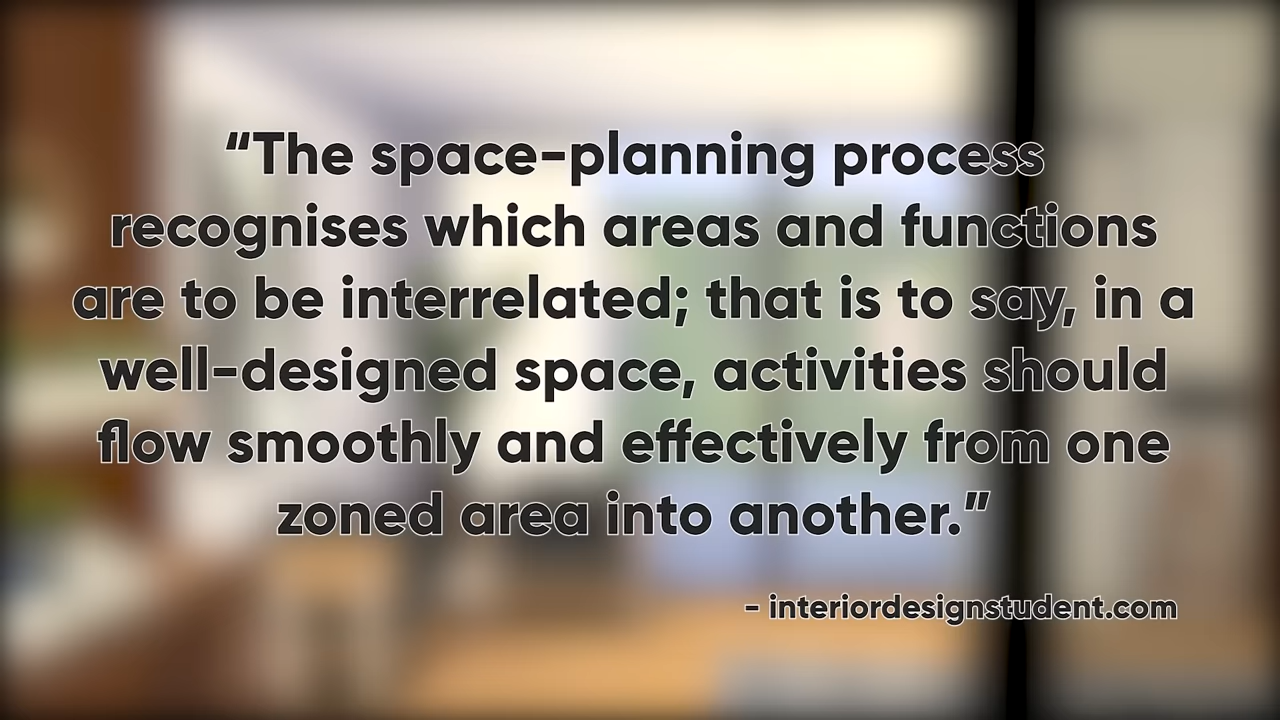 “The space-planning process
recognises which areas and functions
are to be interrelated; that is to say, in a
well-designed space, activities should
flow smoothly and effectively from one
zoned area into another.”
- interiordesignstudent.com